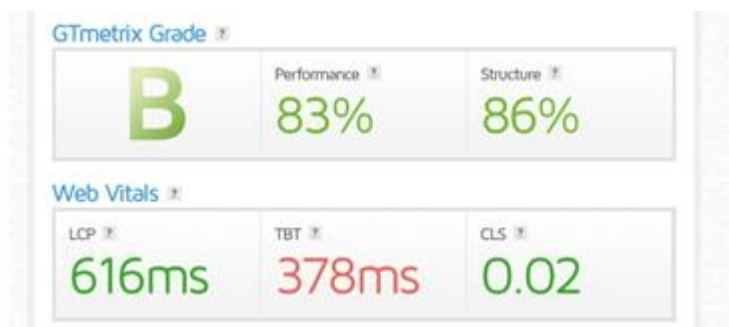 GTmetrix Grade ?
B
Performance ?
83%
Structure ?
86%
Web Vitals ?
LCP ?
616ms
TBT ?
378ms
CLS ?
0.02